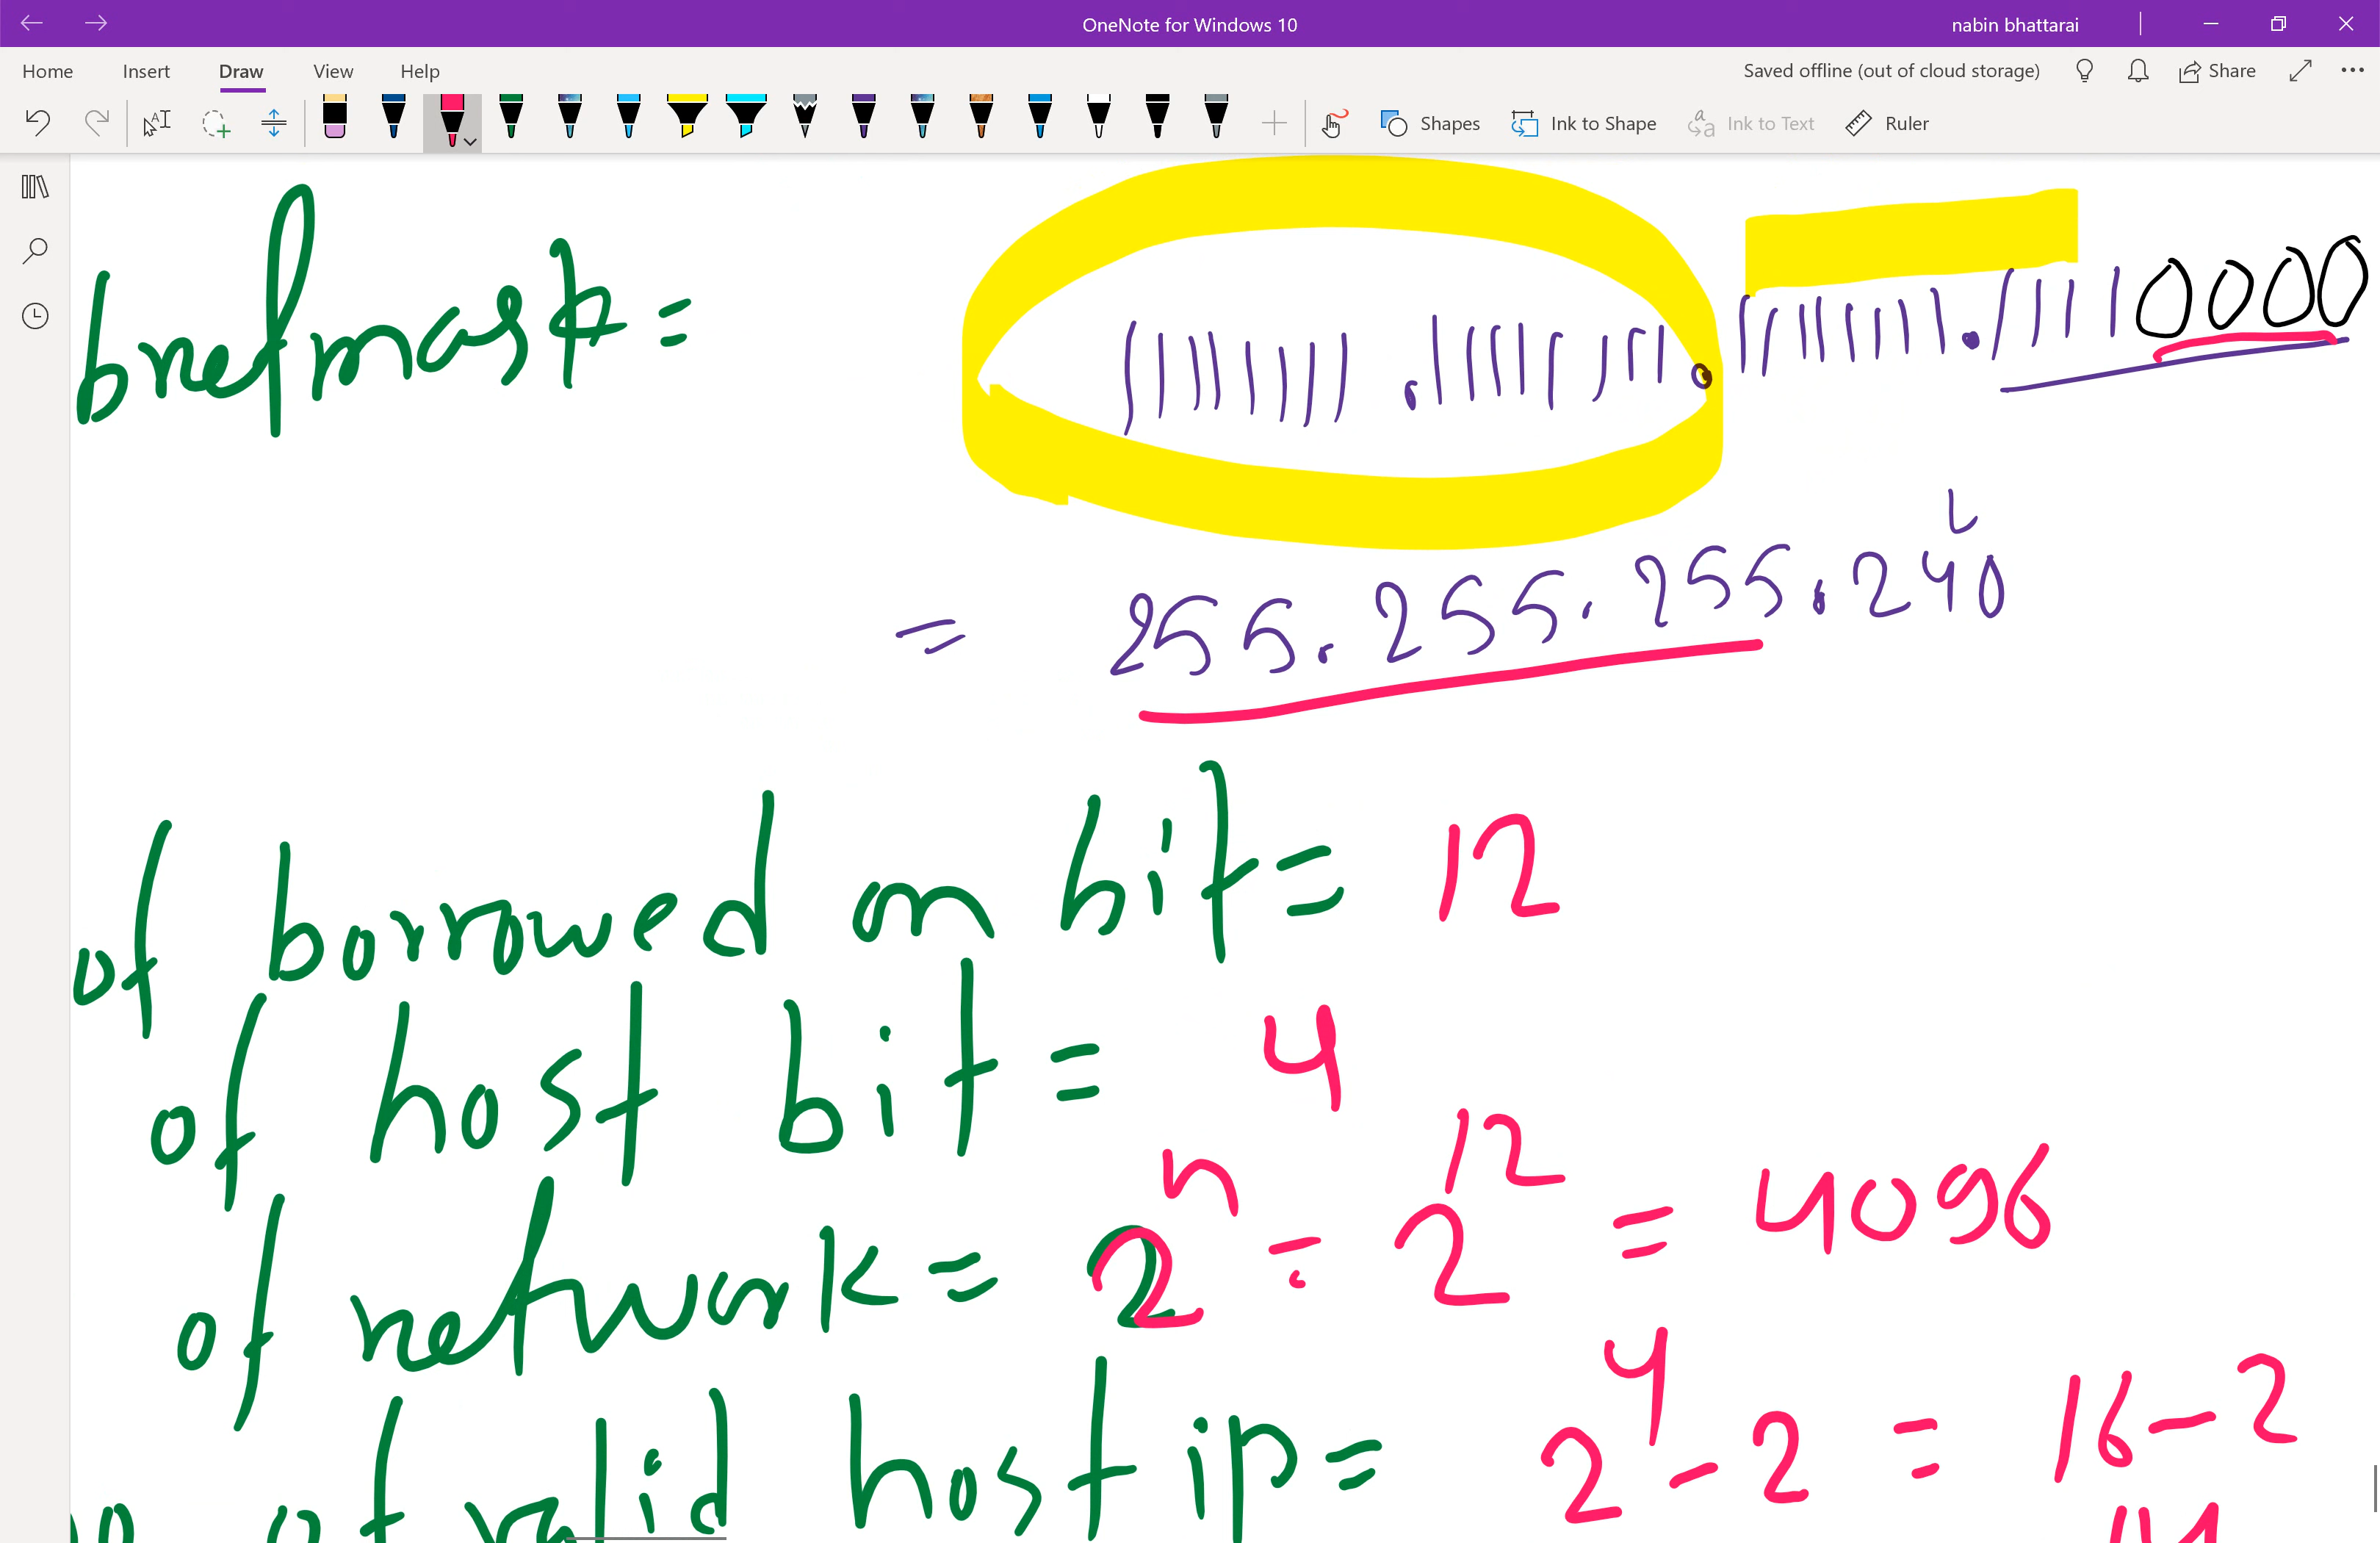 OneNote for Windows 10
nabin bhattarai
Home Insert Draw View Help
Saved offline (out of cloud storage) Share
Shapes Ink to Shape Ink to Text Ruler
bnefmask = 11111111.11111111.11111111.11110000
= 255.255.255.240
of borrowed on bit = 12
of host bit = 4
of network = 2^n = 2^12 = 4096
of valid host ip = 2^4 - 2 = 16-2